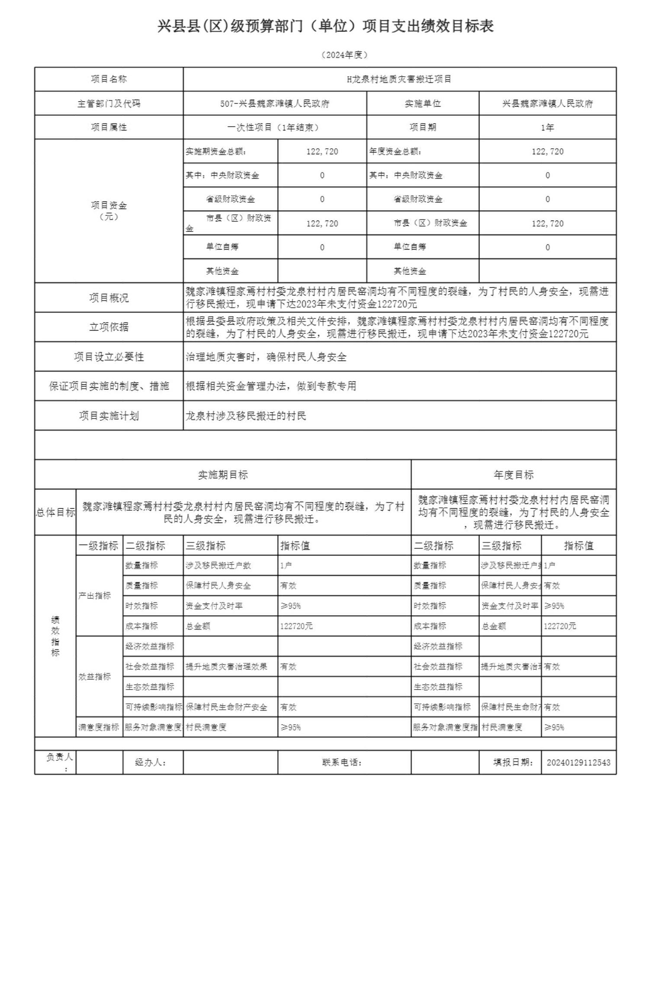 兴县县(区)级预算部门（单位）项目支出绩效目标表
（2024年度）
项目名称 H龙泉村地质灾害搬迁项目
主管部门及代码 507-兴县魏家滩镇人民政府 实施单位 兴县魏家滩镇人民政府
项目属性 一次性项目（1年结束） 项目期 1年
项目资金
（元）
实施期资金总额： 122,720 年度资金总额： 122,720
其中：中央财政资金 0 其中：中央财政资金 0
省级财政资金 0 省级财政资金 0
市县（区）财政资
金 122,720 市县（区）财政资金 122,720
单位自筹 0 单位自筹 0
其他资金 其他资金
项目概况
魏家滩镇程家焉村村委龙泉村村内居民窑洞均有不同程度的裂缝，为了村民的人身安全，现需进
行移民搬迁，现申请下达2023年未支付资金122720元
立项依据
根据县委县政府政策及相关文件安排，魏家滩镇程家焉村村委龙泉村村内居民窑洞均有不同程度
的裂缝，为了村民的人身安全，现需进行移民搬迁，现申请下达2023年未支付资金122720元
项目设立必要性 治理地质灾害时，确保村民人身安全
保证项目实施的制度、措施 根据相关资金管理办法，做到专款专用
项目实施计划 龙泉村涉及移民搬迁的村民
实施期目标 年度目标
总体目标
魏家滩镇程家焉村村委龙泉村村内居民窑洞均有不同程度的裂缝，为了村
民的人身安全，现需进行移民搬迁。
魏家滩镇程家焉村村委龙泉村村内居民窑洞
均有不同程度的裂缝，为了村民的人身安全
，现需进行移民搬迁。
绩
效
指
标
一级指标 二级指标 三级指标 指标值 二级指标 三级指标 指标值
产出指标
数量指标 涉及移民搬迁户数 1户 数量指标 涉及移民搬迁户 1户
质量指标 保障村民人身安全 有效 质量指标 保障村民人身安 有效
时效指标 资金支付及时率 ≥95% 时效指标 资金支付及时率 ≥95%
成本指标 总金额 122720元 成本指标 总金额 122720元
效益指标
经济效益指标 经济效益指标
社会效益指标 提升地质灾害治理效果 有效 社会效益指标 提升地质灾害治 有效
生态效益指标 生态效益指标
可持续影响指标 保障村民生命财产安全 有效 可持续影响指标 保障村民生命财 有效
满意度指标 服务对象满意度 村民满意度 ≥95% 服务对象满意度指 村民满意度 ≥95%
负责人
： 经办人： 联系电话： 填报日期： 20240129112543